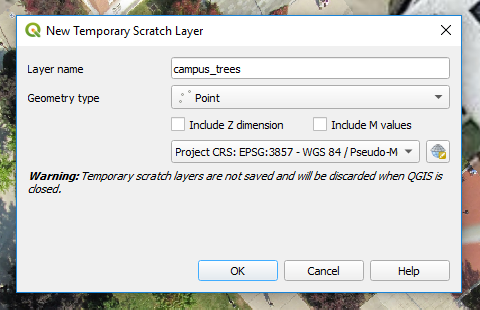 New Temporary Scratch Layer
Layer name campus_trees
Geometry type Point
Include Z dimension Include M values
Project CRS: EPSG:3857 - WGS 84 / Pseudo-M
Warning: Temporary scratch layers are not saved and will be discarded when QGIS is
closed.
OK Cancel Help